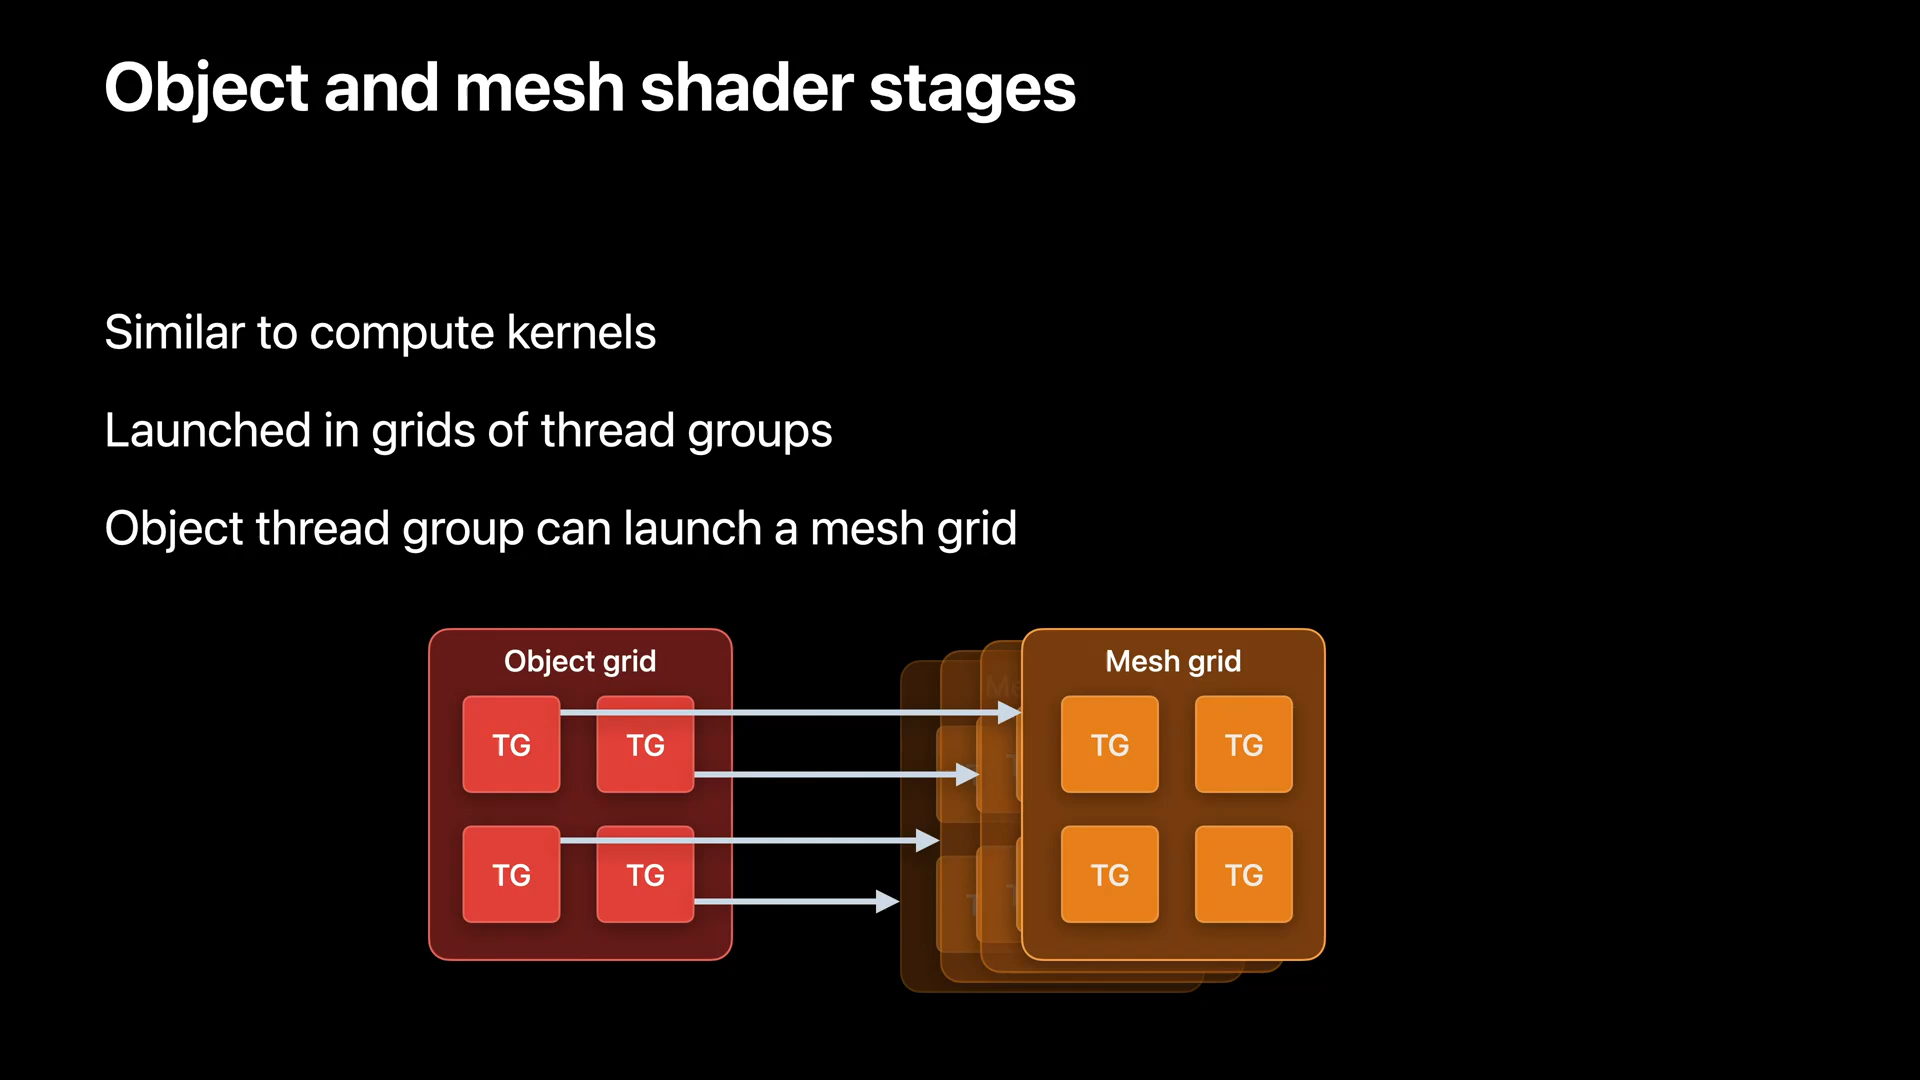 Object and mesh shader stages
Similar to compute kernels
Launched in grids of thread groups
Object thread group can launch a mesh grid
Object grid
TG TG
TG TG
Mesh grid
TG TG
TG TG